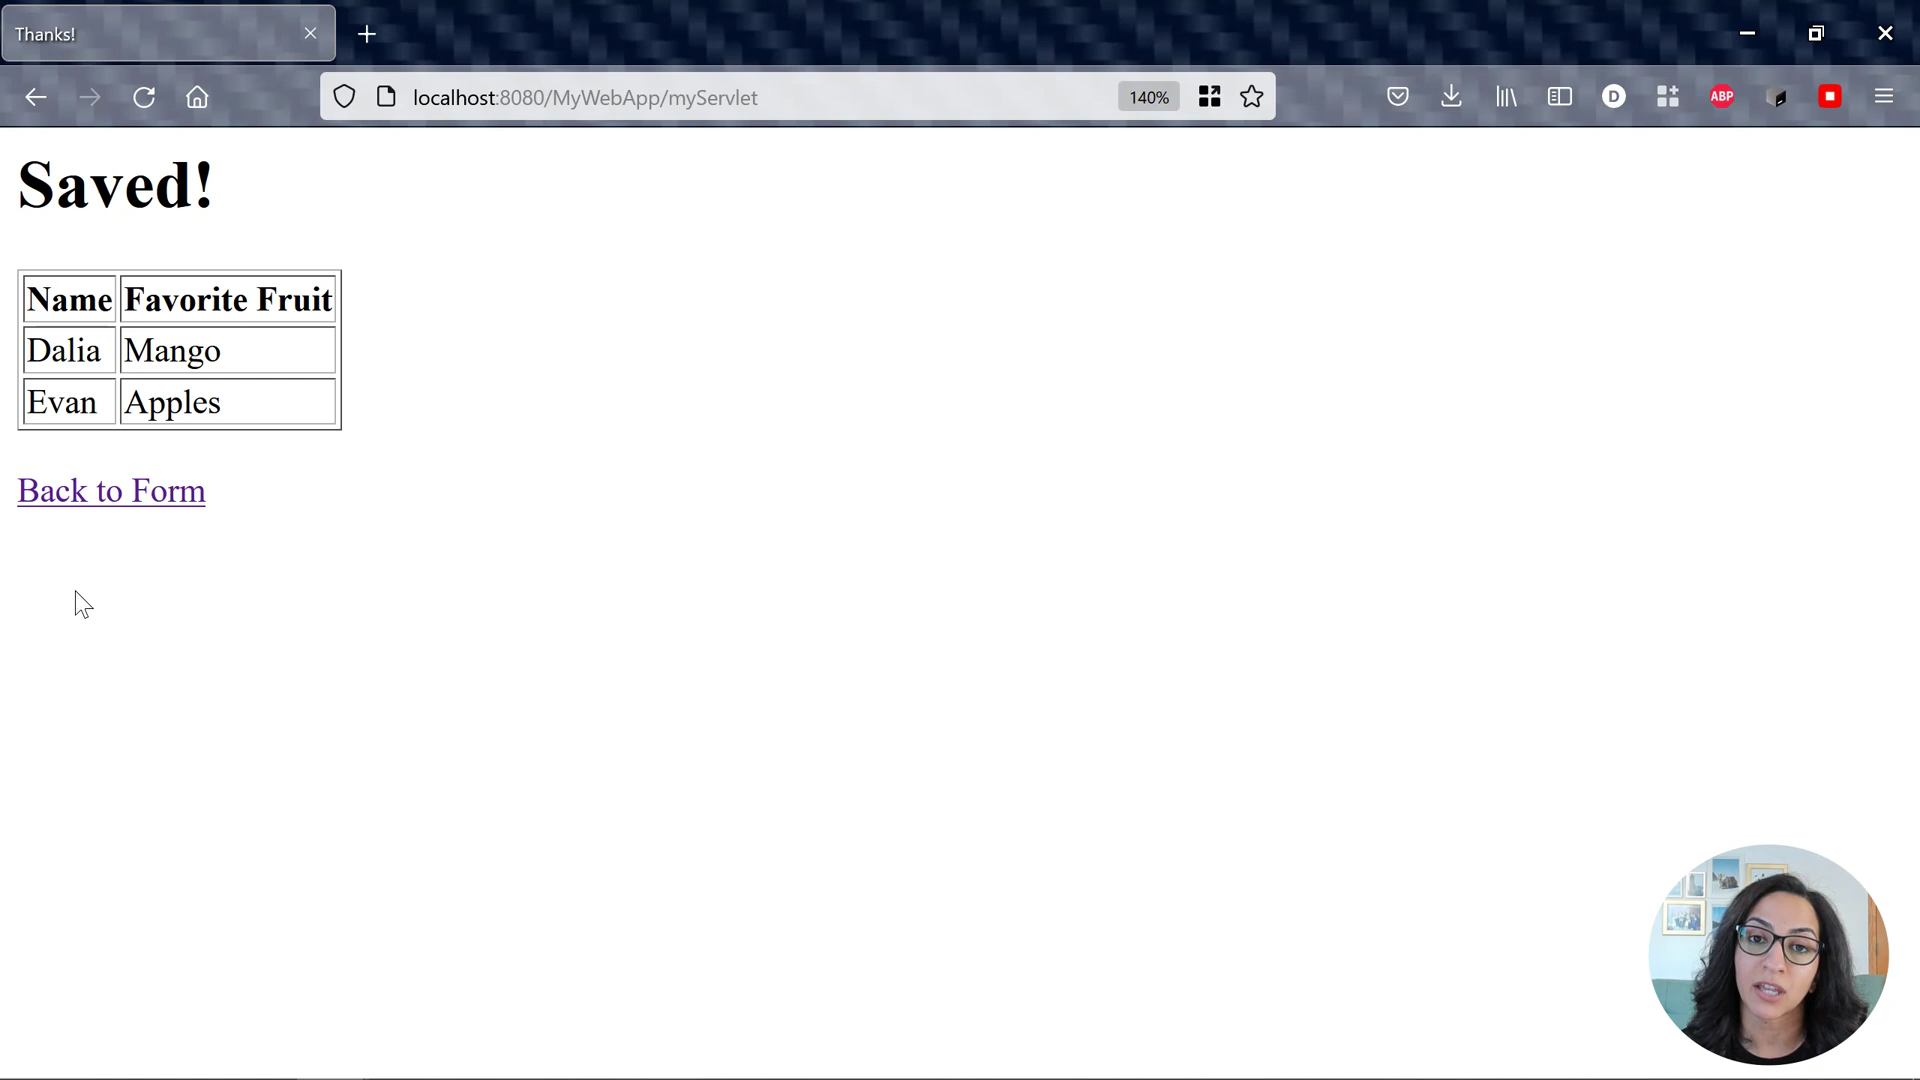 Thanks!
localhost:8080/MyWebApp/myServlet
140%
D
ABP
Saved!
Name Favorite Fruit
Dalia Mango
Evan Apples
Back to Form